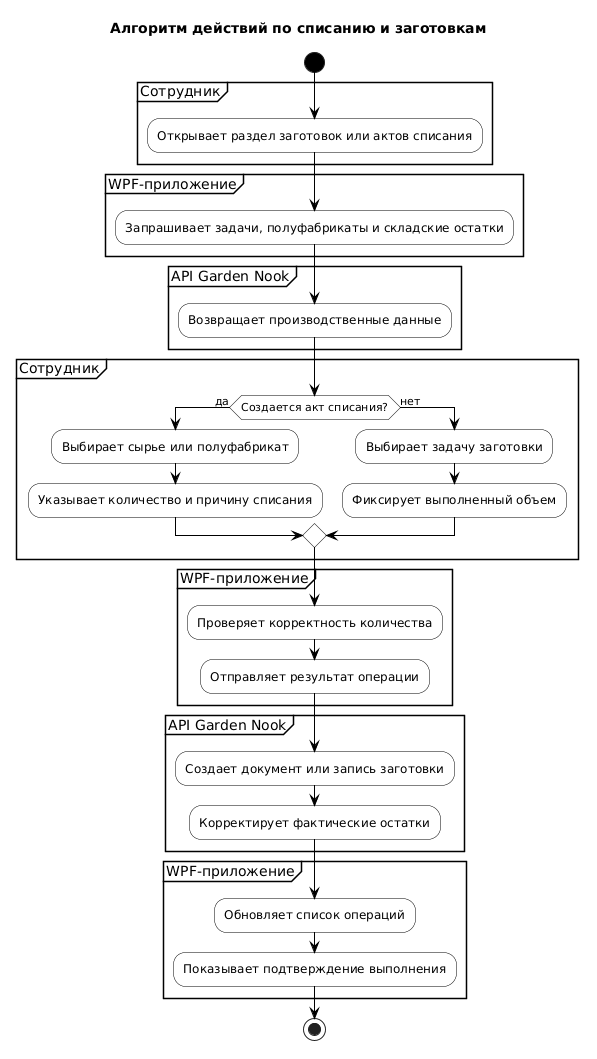 Алгоритм действий по списанию и заготовкам
Сотрудник
Открывает раздел заготовок или актов списания
WPF-приложение
Запрашивает задачи, полуфабрикаты и складские остатки
API Garden Nook
Возвращает производственные данные
Сотрудник
да
Создается акт списания?
нет
Выбирает сырье или полуфабрикат
Выбирает задачу заготовки
Указывает количество и причину списания
Фиксирует выполненный объем
WPF-приложение
Проверяет корректность количества
Отправляет результат операции
API Garden Nook
Создает документ или запись заготовки
Корректирует фактические остатки
WPF-приложение
Обновляет список операций
Показывает подтверждение выполнения